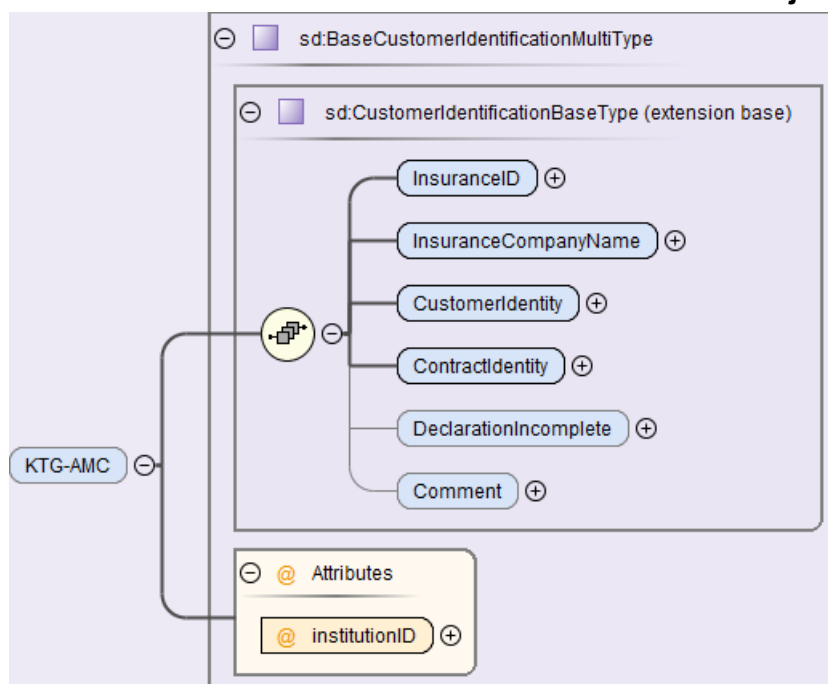 sd:BaseCustomerIdentificationMultiType
sd:CustomerIdentificationBaseType (extension base)
InsuranceID
InsuranceCompanyName
CustomerIdentity
ContractIdentity
DeclarationIncomplete
KTG-AMC
Comment
@ Attributes
@ institutionID